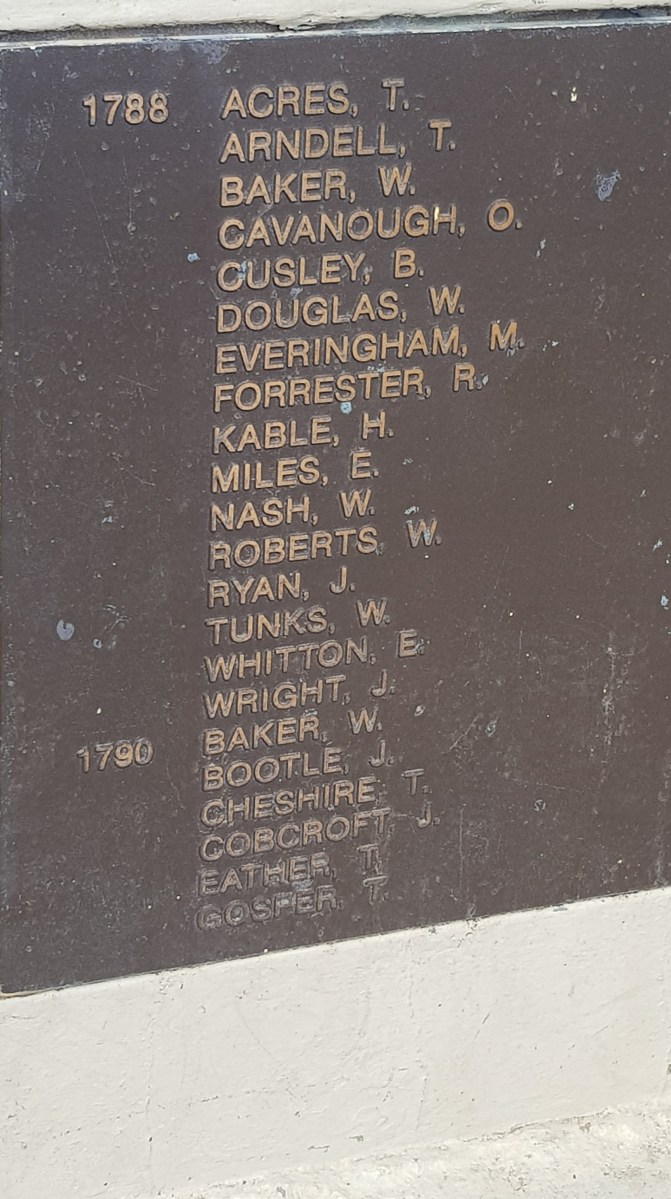 1788 ACRES, T.
ARNDELL, T.
BAKER, W.
CAVANOUGH, O.
CUSLEY, B.
DOUGLAS, W.
EVERINGHAM, M.
FORRESTER, R.
KABLE, H.
MILES, E.
NASH, W.
ROBERTS, W.
RYAN, J.
TUNKS, W.
WHITTON, E.
WRIGHT, J.
1790 BAKER, W.
BOOTLE, J.
CHESHIRE, T.
COBCROFT, J.
EATHER, T.
GOSPER, T.